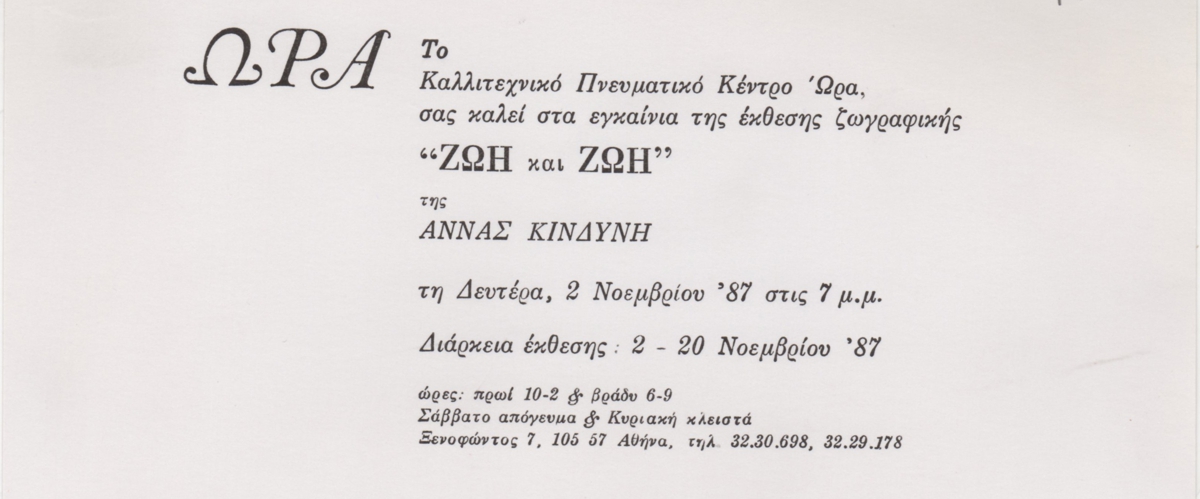 ΩΡΑ
Το
Καλλιτεχνικό Πνευματικό Κέντρο Ώρα,
σας καλεί στα εγκαίνια της έκθεσης ζωγραφικής
“ΖΩΗ και ΖΩΗ”
της
ΑΝΝΑΣ ΚΙΝΔΥΝΗ
τη Δευτέρα, 2 Νοεμβρίου ’87 στις 7 μ.μ.
Διάρκεια έκθεσης: 2 - 20 Νοεμβρίου ’87
ώρες: πρωί 10-2 & βράδυ 6-9
Σάββατο απόγευμα & Κυριακή κλειστά
Ξενοφώντος 7, 105 57 Αθήνα, τηλ. 32.30.698, 32.29.178